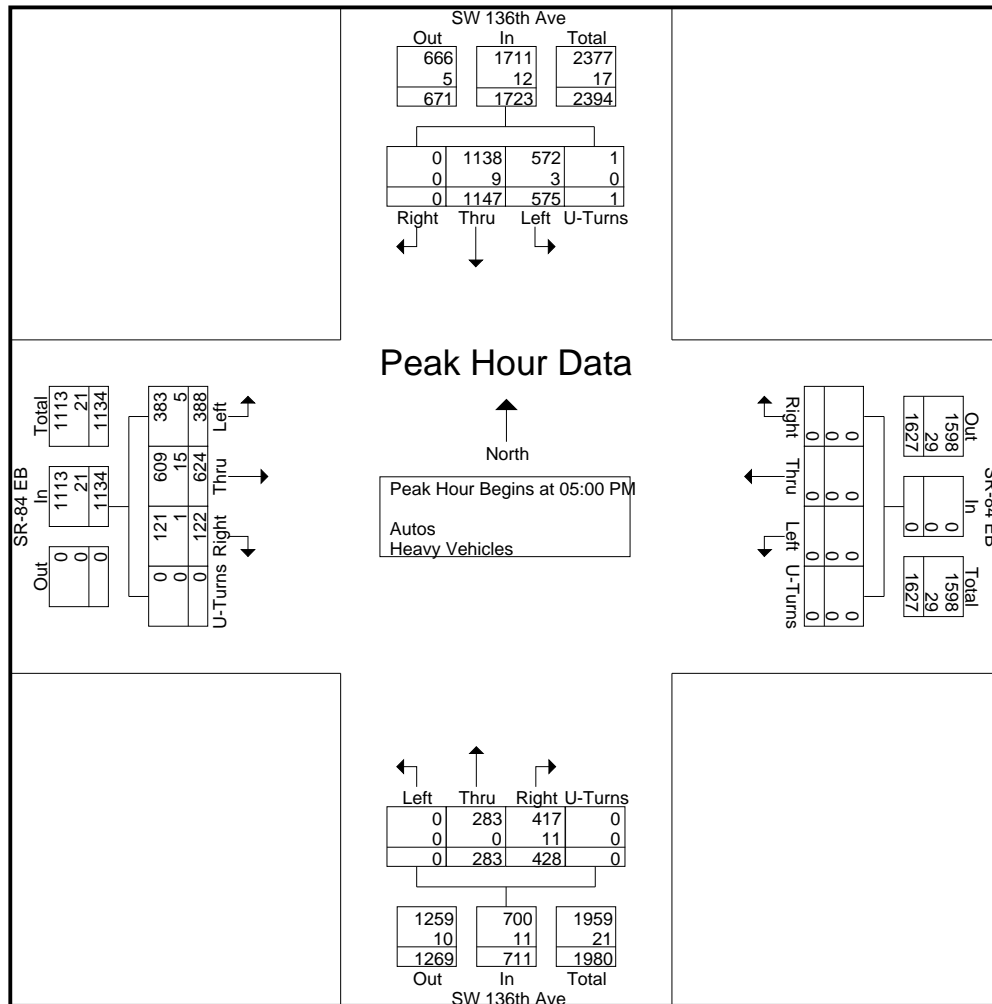 SW 136th Ave
Out In Total
666 1711 2377
5 12 17
671 1723 2394
0 1138 572 1
0 9 3 0
0 1147 575 1
Right Thru Left U-Turns
Peak Hour Data
North
Peak Hour Begins at 05:00 PM
Autos
Heavy Vehicles
SR-84 EB
Out In Total
0 1113 1113
0 21 21
0 1134 1134
U-Turns Right Thru Left
0 121 609 383
0 1 15 5
0 122 624 388
SR-84 EB
Out In Total
1598 0 1598
29 0 29
1627 0 1627
0 0 0 0
0 0 0 0
0 0 0 0
Right Thru Left U-Turns
Left Thru Right U-Turns
0 283 417 0
0 0 11 0
0 283 428 0
1259 700 1959
10 11 21
1269 711 1980
Out In Total
SW 136th Ave